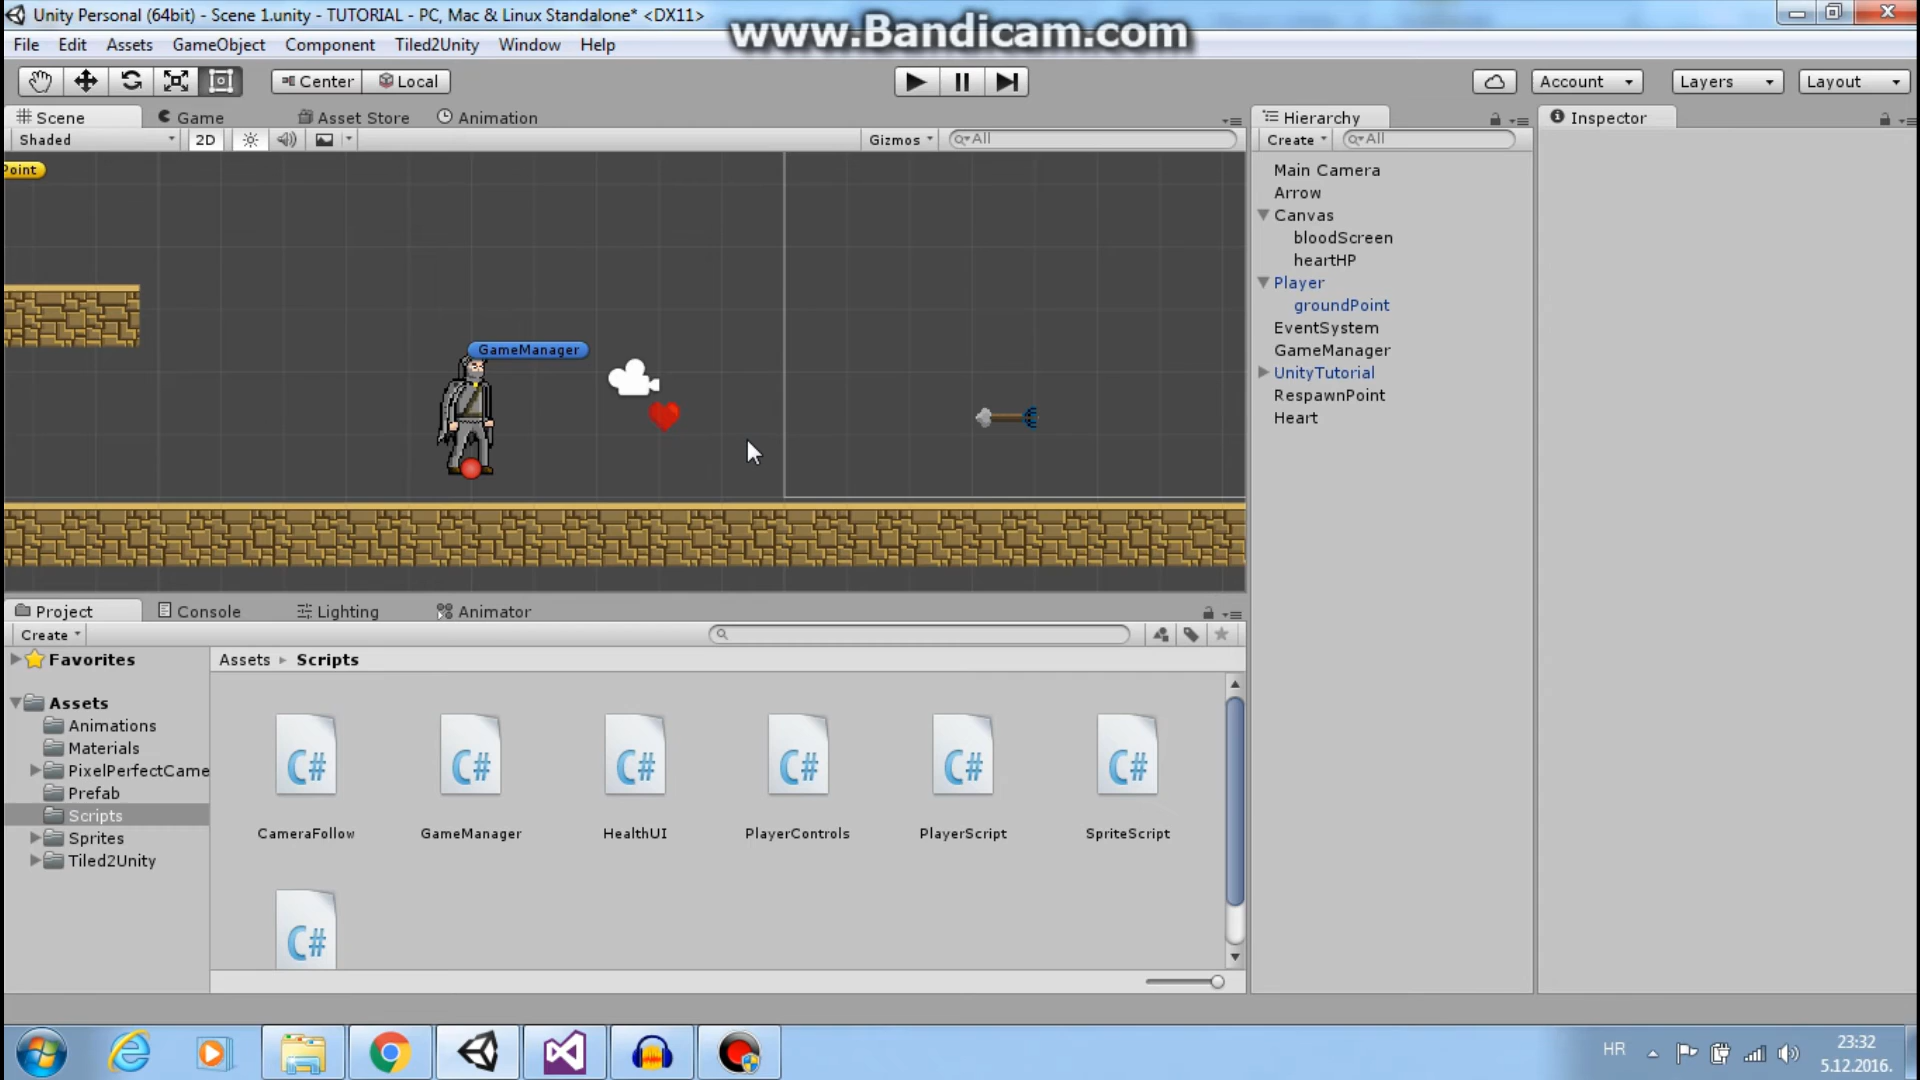 Unity Personal (64bit) - Scene 1.unity - TUTORIAL - PC, Mac & Linux Standalone* <DX11>
www.Bandicam.com
File Edit Assets GameObject Component Tiled2Unity Window Help
Center Local Account Layers Layout
Scene Game Asset Store Animation Hierarchy Inspector
Shaded 2D Gizmos All Create All
Point
Main Camera
Arrow
Canvas
bloodScreen
heartHP
Player
groundPoint
EventSystem
GameManager
GameManager
UnityTutorial
RespawnPoint
Heart
Project Console Lighting Animator
Create
Favorites
Assets Scripts
Assets
Animations
Materials
PixelPerfectCame
Prefab
Scripts
Sprites
Tiled2Unity
C# C# C# C# C# C#
CameraFollow GameManager HealthUI PlayerControls PlayerScript SpriteScript
C#
HR
23:32
5.12.2016.